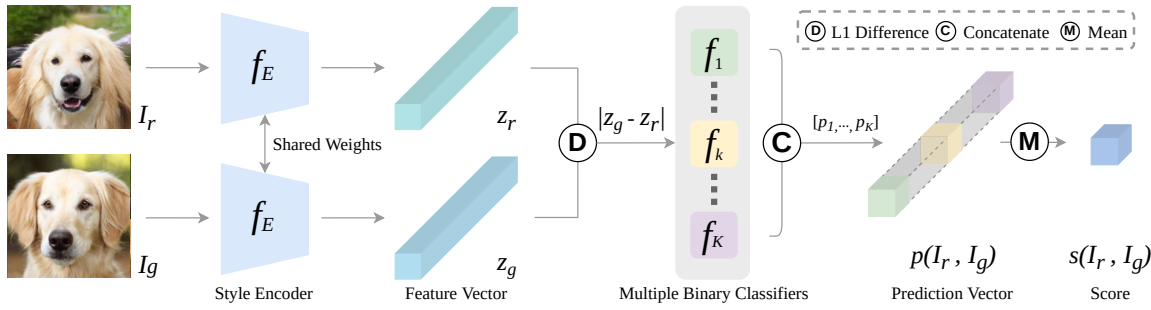 D L1 Difference C Concatenate M Mean
I_r
f_E
z_r
Shared Weights
I_g
f_E
z_g
D
|z_g - z_r|
f_1
f_k
f_K
C
[p_1,..., p_K]
M
p(I_r , I_g)
s(I_r , I_g)
Style Encoder
Feature Vector
Multiple Binary Classifiers
Prediction Vector
Score